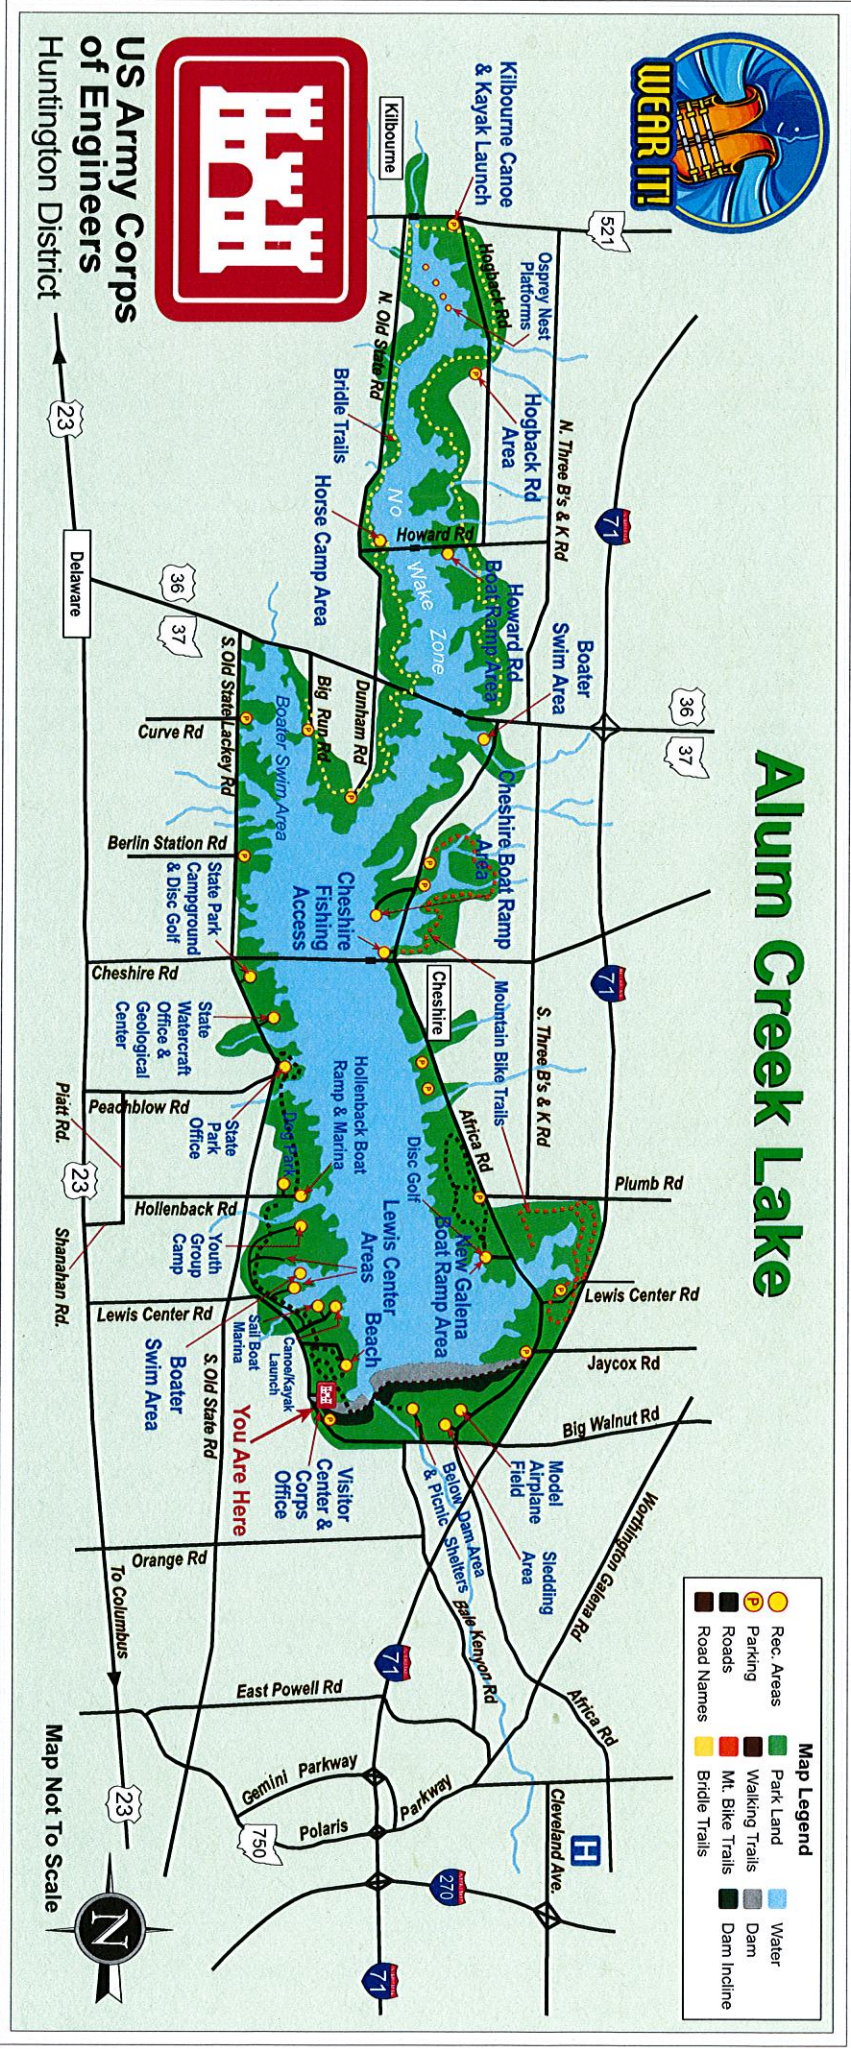 Alum Creek Lake
WEAR IT!
US Army Corps
of Engineers
Huntington District
Map Legend
Rec. Areas
Parking
Roads
Road Names
Park Land
Walking Trails
Mt. Bike Trails
Bridle Trails
Water
Dam
Dam Incline
Kilbourne
Kilbourne Canoe
& Kayak Launch
521
Hogback Rd
Osprey Nest
Platforms
N. Old State Rd
Bridle Trails
Hogback Rd
Area
N. Three B's & K Rd
71
Horse Camp Area
Howard Rd
No
Wake
Zone
Howard Rd
Boat Ramp Area
Boater
Swim Area
36
37
23
Delaware
36
37
S. Old State/Lackey Rd
Curve Rd
Big Run Rd
Dunham Rd
Boater Swim Area
Berlin Station Rd
State Park
Campground
& Disc Golf
Cheshire
Fishing
Access
Cheshire Boat Ramp
Area
Mountain Bike Trails
Cheshire Rd
Cheshire
71
S. Three B's & K Rd
State
Watercraft
Office &
Geological
Center
Peachblow Rd
Piatt Rd.
State
Park
Office
Dog Park
Hollenback Boat
Ramp & Marina
Africa Rd
Disc Golf
Plumb Rd
23
Hollenback Rd
Shanahan Rd.
Youth
Group
Camp
Lewis Center
Areas
New Galena
Boat Ramp Area
Lewis Center Rd
Lewis Center Rd
Boater
Swim Area
Sail Boat
Marina
Canoe/Kayak
Launch
Beach
Jaycox Rd
S. Old State Rd
You Are Here
Visitor
Center &
Corps
Office
Big Walnut Rd
Model
Airplane
Field
Below Dam Area
& Picnic Shelters
Sledding
Area
Worthington Galena Rd
Orange Rd
To Columbus
Bale Kenyon Rd
71
East Powell Rd
Africa Rd
23
Gemini Parkway
Polaris Parkway
750
Cleveland Ave.
H
270
71
Map Not To Scale
N